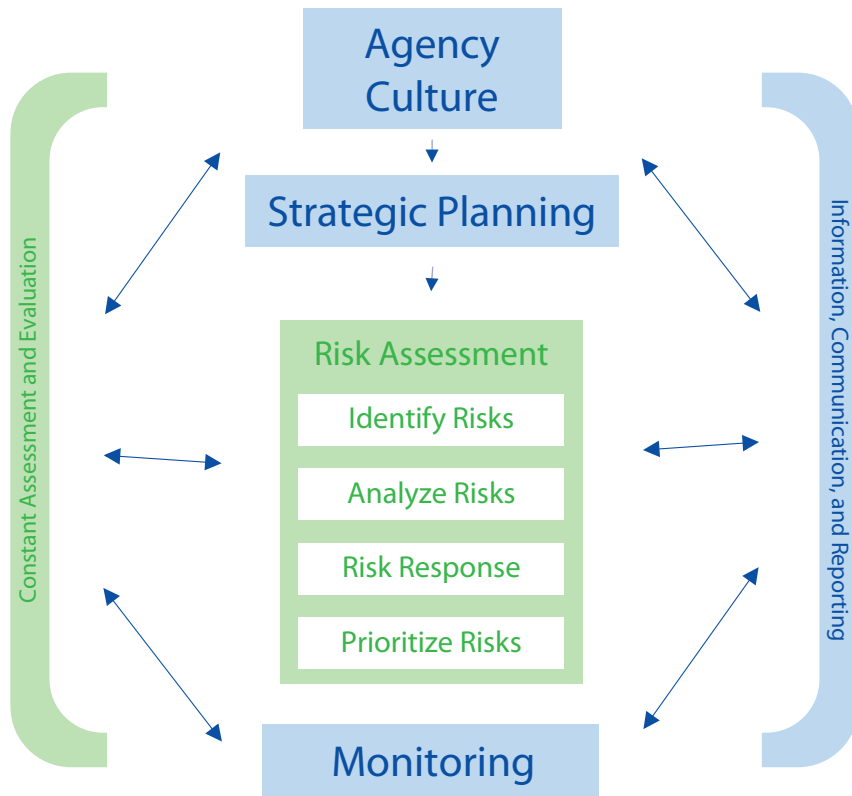 Agency
Culture
Strategic Planning
Constant Assessment and Evaluation
Information, Communication, and Reporting
Risk Assessment
Identify Risks
Analyze Risks
Risk Response
Prioritize Risks
Monitoring